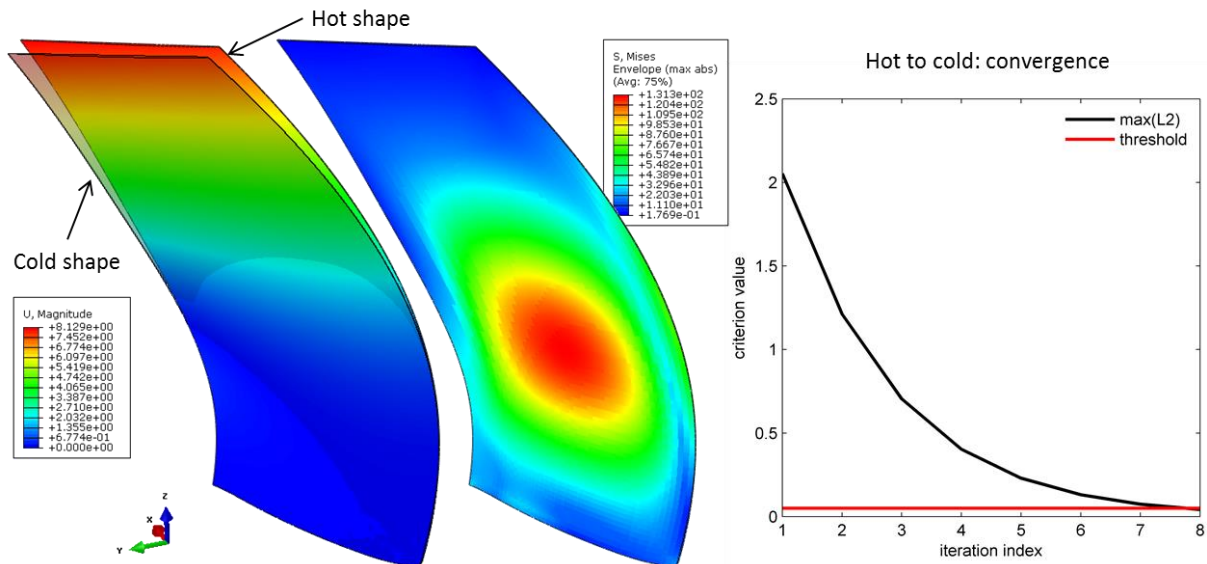 Hot shape
Cold shape
U, Magnitude
+8.129e+00
+7.452e+00
+6.774e+00
+6.097e+00
+5.419e+00
+4.742e+00
+4.065e+00
+3.387e+00
+2.710e+00
+2.032e+00
+1.355e+00
+6.774e-01
+0.000e+00
Z
X
Y
S, Mises
Envelope (max abs)
(Avg: 75%)
+1.313e+02
+1.204e+02
+1.095e+02
+9.853e+01
+8.760e+01
+7.667e+01
+6.574e+01
+5.482e+01
+4.389e+01
+3.296e+01
+2.203e+01
+1.110e+01
+1.769e-01
Hot to cold: convergence
max(L2)
threshold
2.5
2
1.5
1
0.5
0
criterion value
1 2 3 4 5 6 7 8
iteration index